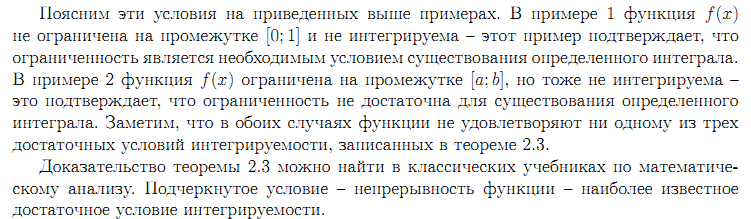 Поясним эти условия на приведенных выше примерах. В примере 1 функция f(x)
не ограничена на промежутке [0; 1] и не интегрируема – этот пример подтверждает, что
ограниченность является необходимым условием существования определенного интеграла.
В примере 2 функция f(x) ограничена на промежутке [a; b], но тоже не интегрируема –
это подтверждает, что ограниченность не достаточна для существования определенного
интеграла. Заметим, что в обоих случаях функции не удовлетворяют ни одному из трех
достаточных условий интегрируемости, записанных в теореме 2.3.
Доказательство теоремы 2.3 можно найти в классических учебниках по математиче-
скому анализу. Подчеркнутое условие – непрерывность функции – наиболее известное
достаточное условие интегрируемости.